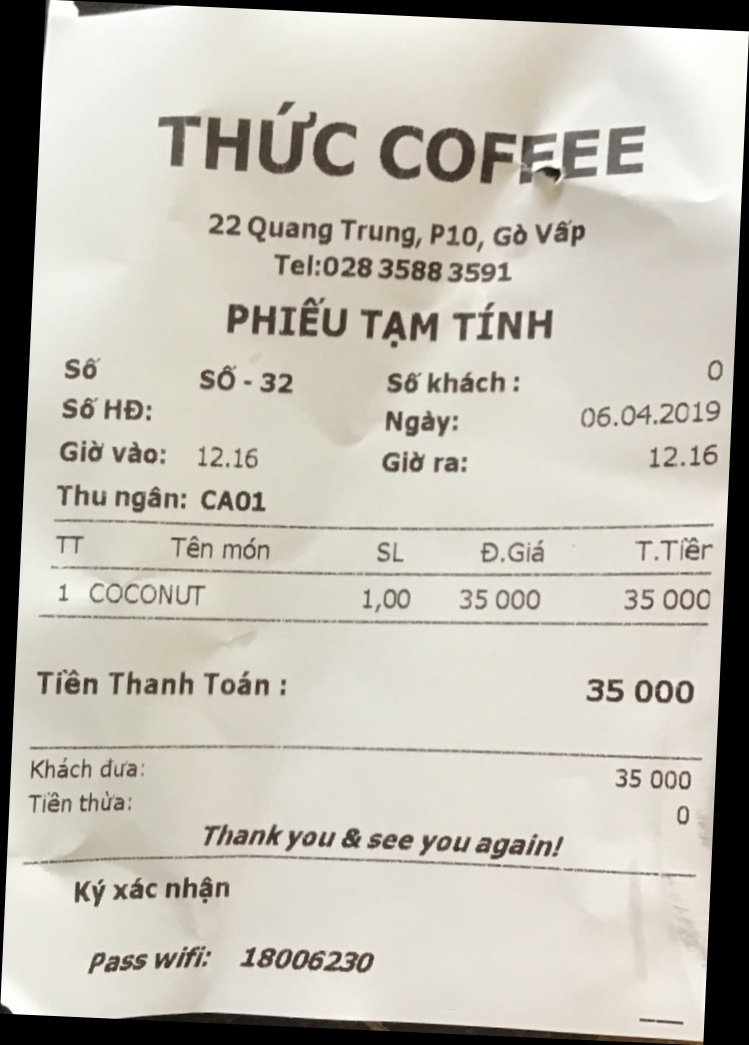 THỨC COFFEE
22 Quang Trung, P10, Gò Vấp
Tel:028 3588 3591
PHIẾU TẠM TÍNH
Số SỐ - 32 Số khách : 0
Số HĐ: Ngày: 06.04.2019
Giờ vào: 12.16 Giờ ra: 12.16
Thu ngân: CA01
TT Tên món SL Đ.Giá T.Tiền
1 COCONUT 1,00 35 000 35 000
Tiền Thanh Toán : 35 000
Khách đưa: 35 000
Tiền thừa: 0
Thank you & see you again!
Ký xác nhận
Pass wifi: 18006230